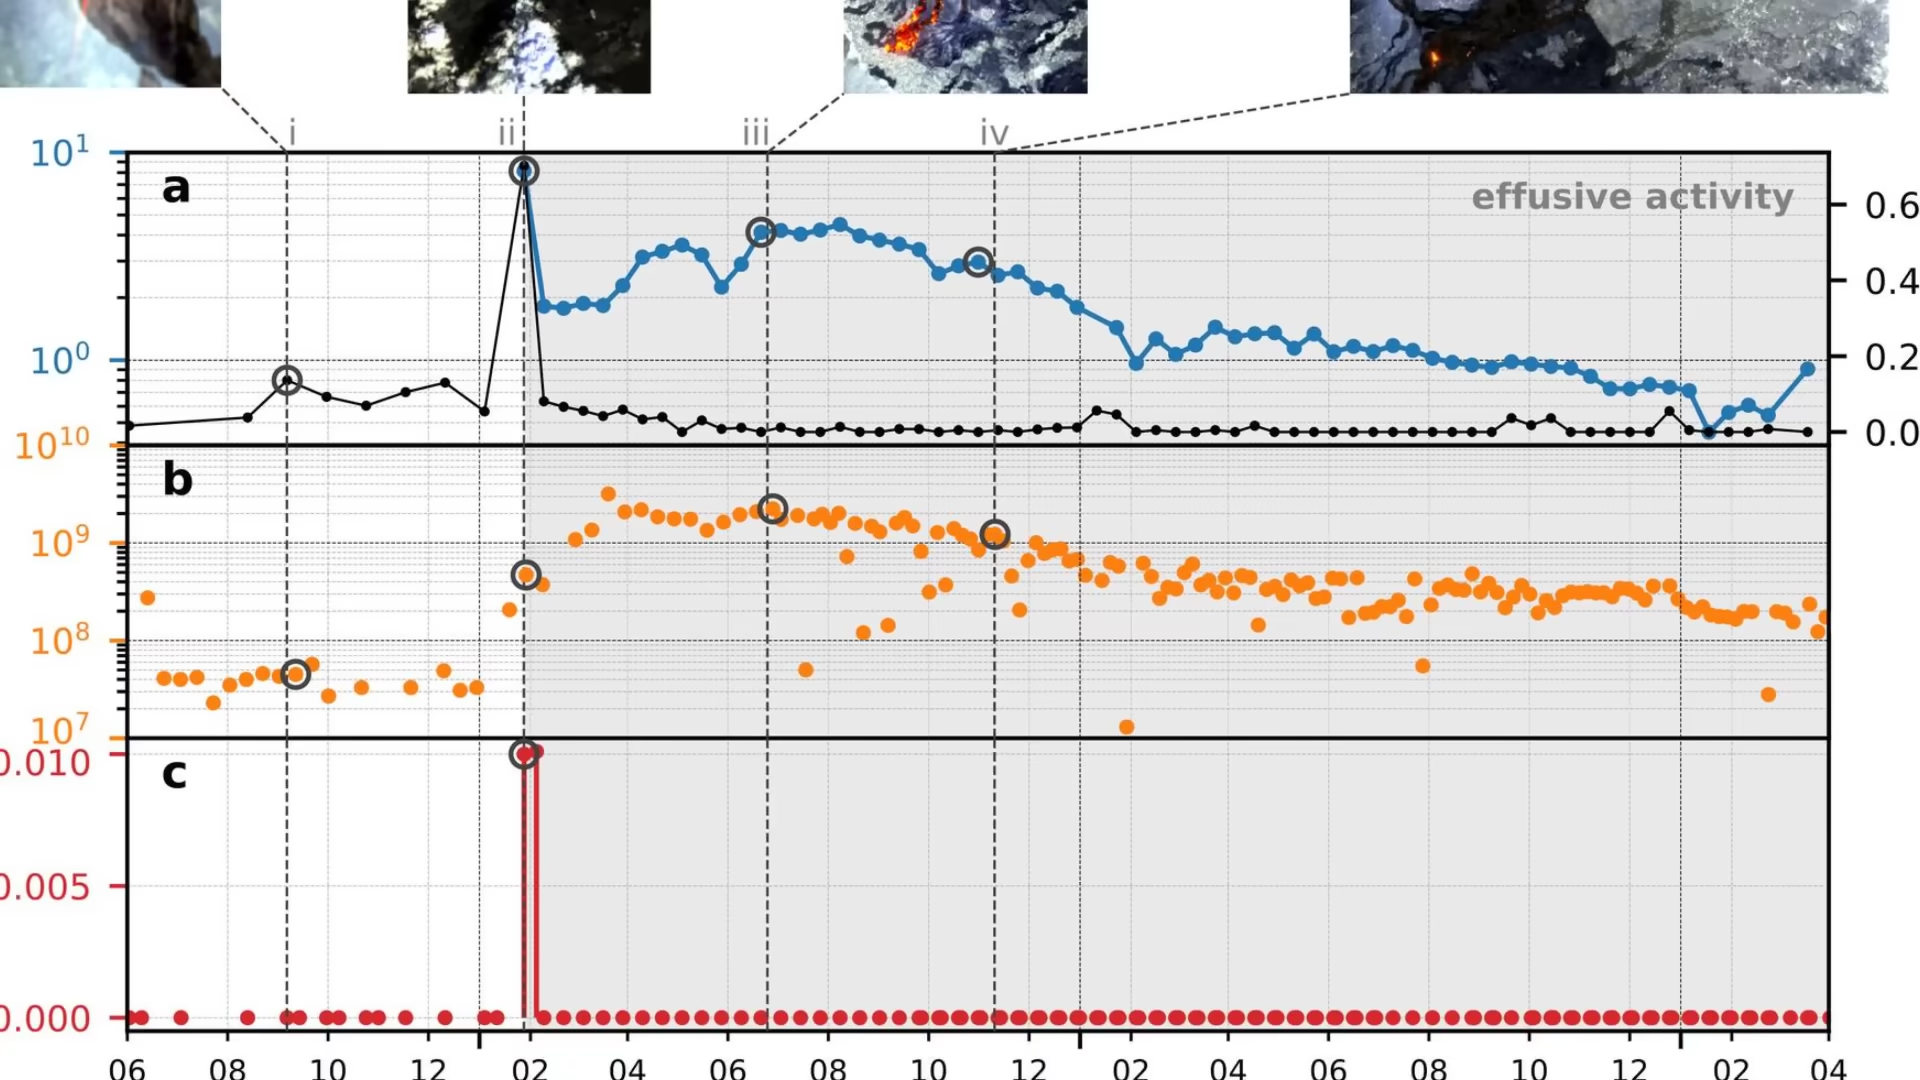 i ii iii iv
10¹
a
effusive activity
0.6
0.4
10⁰
0.2
0.0
10¹⁰
b
10⁹
10⁸
10⁷
c
0.010
0.005
0.000
06 08 10 12 02 04 06 08 10 12 02 04 06 08 10 12 02 04